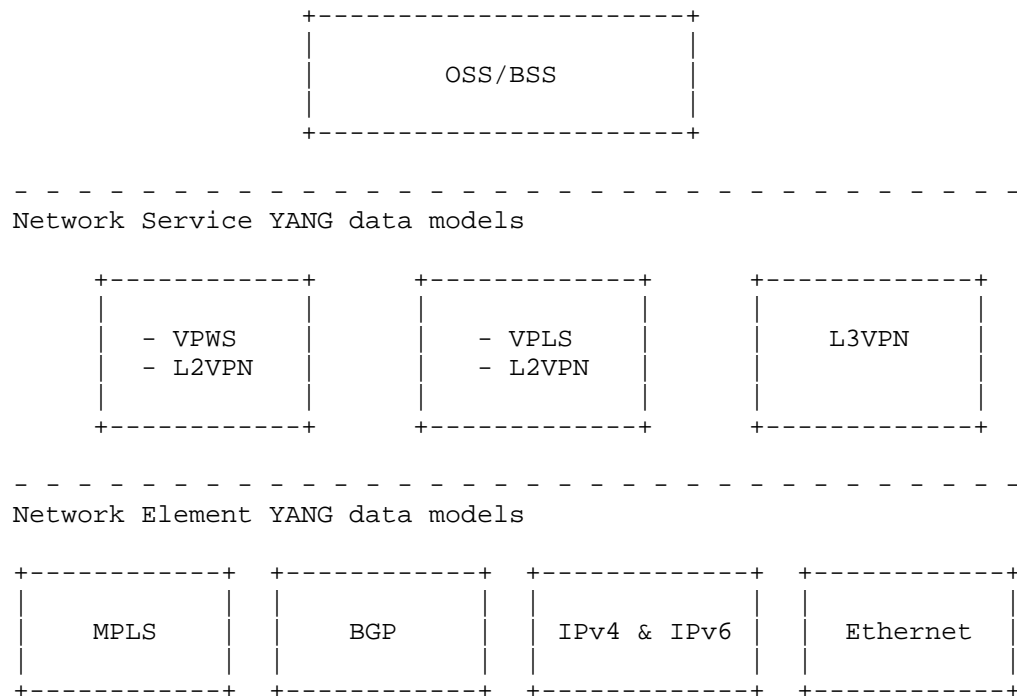 OSS/BSS
Network Service YANG data models
- VPWS
- L2VPN
- VPLS
- L2VPN
L3VPN
Network Element YANG data models
MPLS
BGP
IPv4 & IPv6
Ethernet